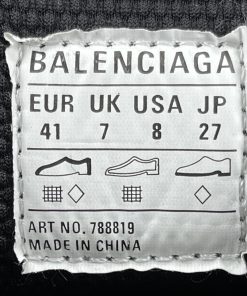 BALENCIAGA
EUR UK USA JP
41 7 8 27
ART NO. 788819
MADE IN CHINA